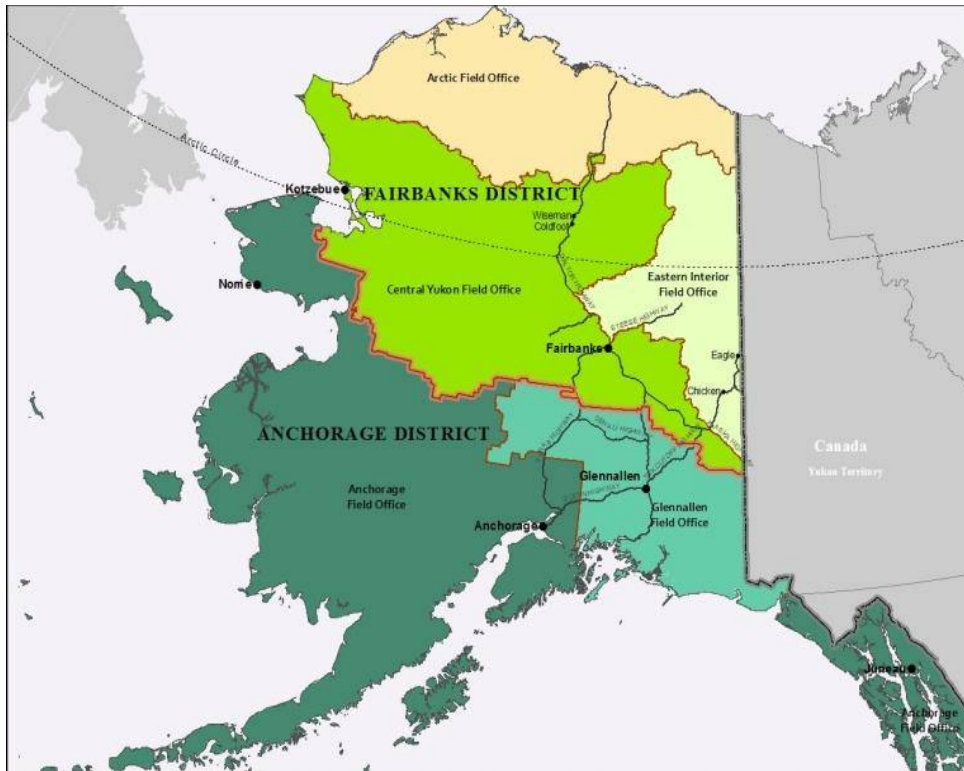 Arctic Field Office
Arctic Circle
Kotzebue
FAIRBANKS DISTRICT
Wiseman
Coldfoot
Nome
Central Yukon Field Office
Eastern Interior
Field Office
STEESE HIGHWAY
Fairbanks
Eagle
Chicken
ANCHORAGE DISTRICT
Canada
Yukon Territory
Glennallen
Anchorage
Field Office
Glennallen
Field Office
Anchorage
Juneau
Anchorage
Field Office